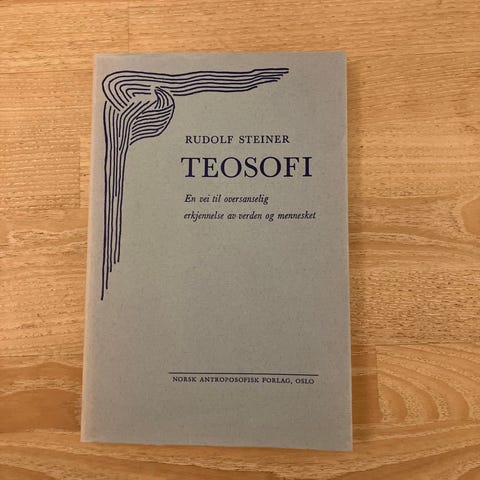 RUDOLF STEINER
TEOSOFI
En vei til oversanselig
erkjennelse av verden og mennesket
NORSK ANTROPOSOFISK FORLAG, OSLO